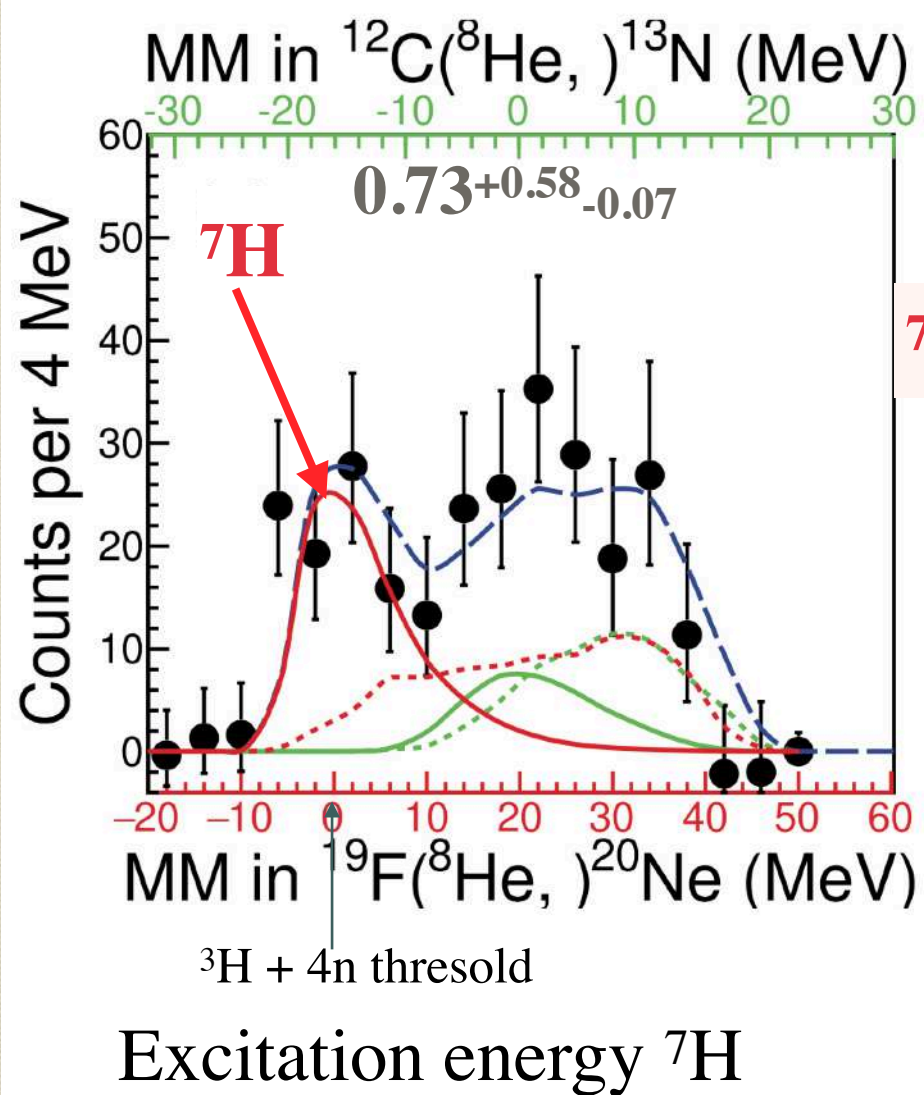 MM in ¹²C(⁸He, )¹³N (MeV)
-30 -20 -10 0 10 20 30
0.73+0.58-0.07
⁷H
7
Counts per 4 MeV
60
50
40
30
20
10
0
−20 −10 0 10 20 30 40 50 60
MM in ¹⁹F(⁸He, )²⁰Ne (MeV)
³H + 4n thresold
Excitation energy ⁷H